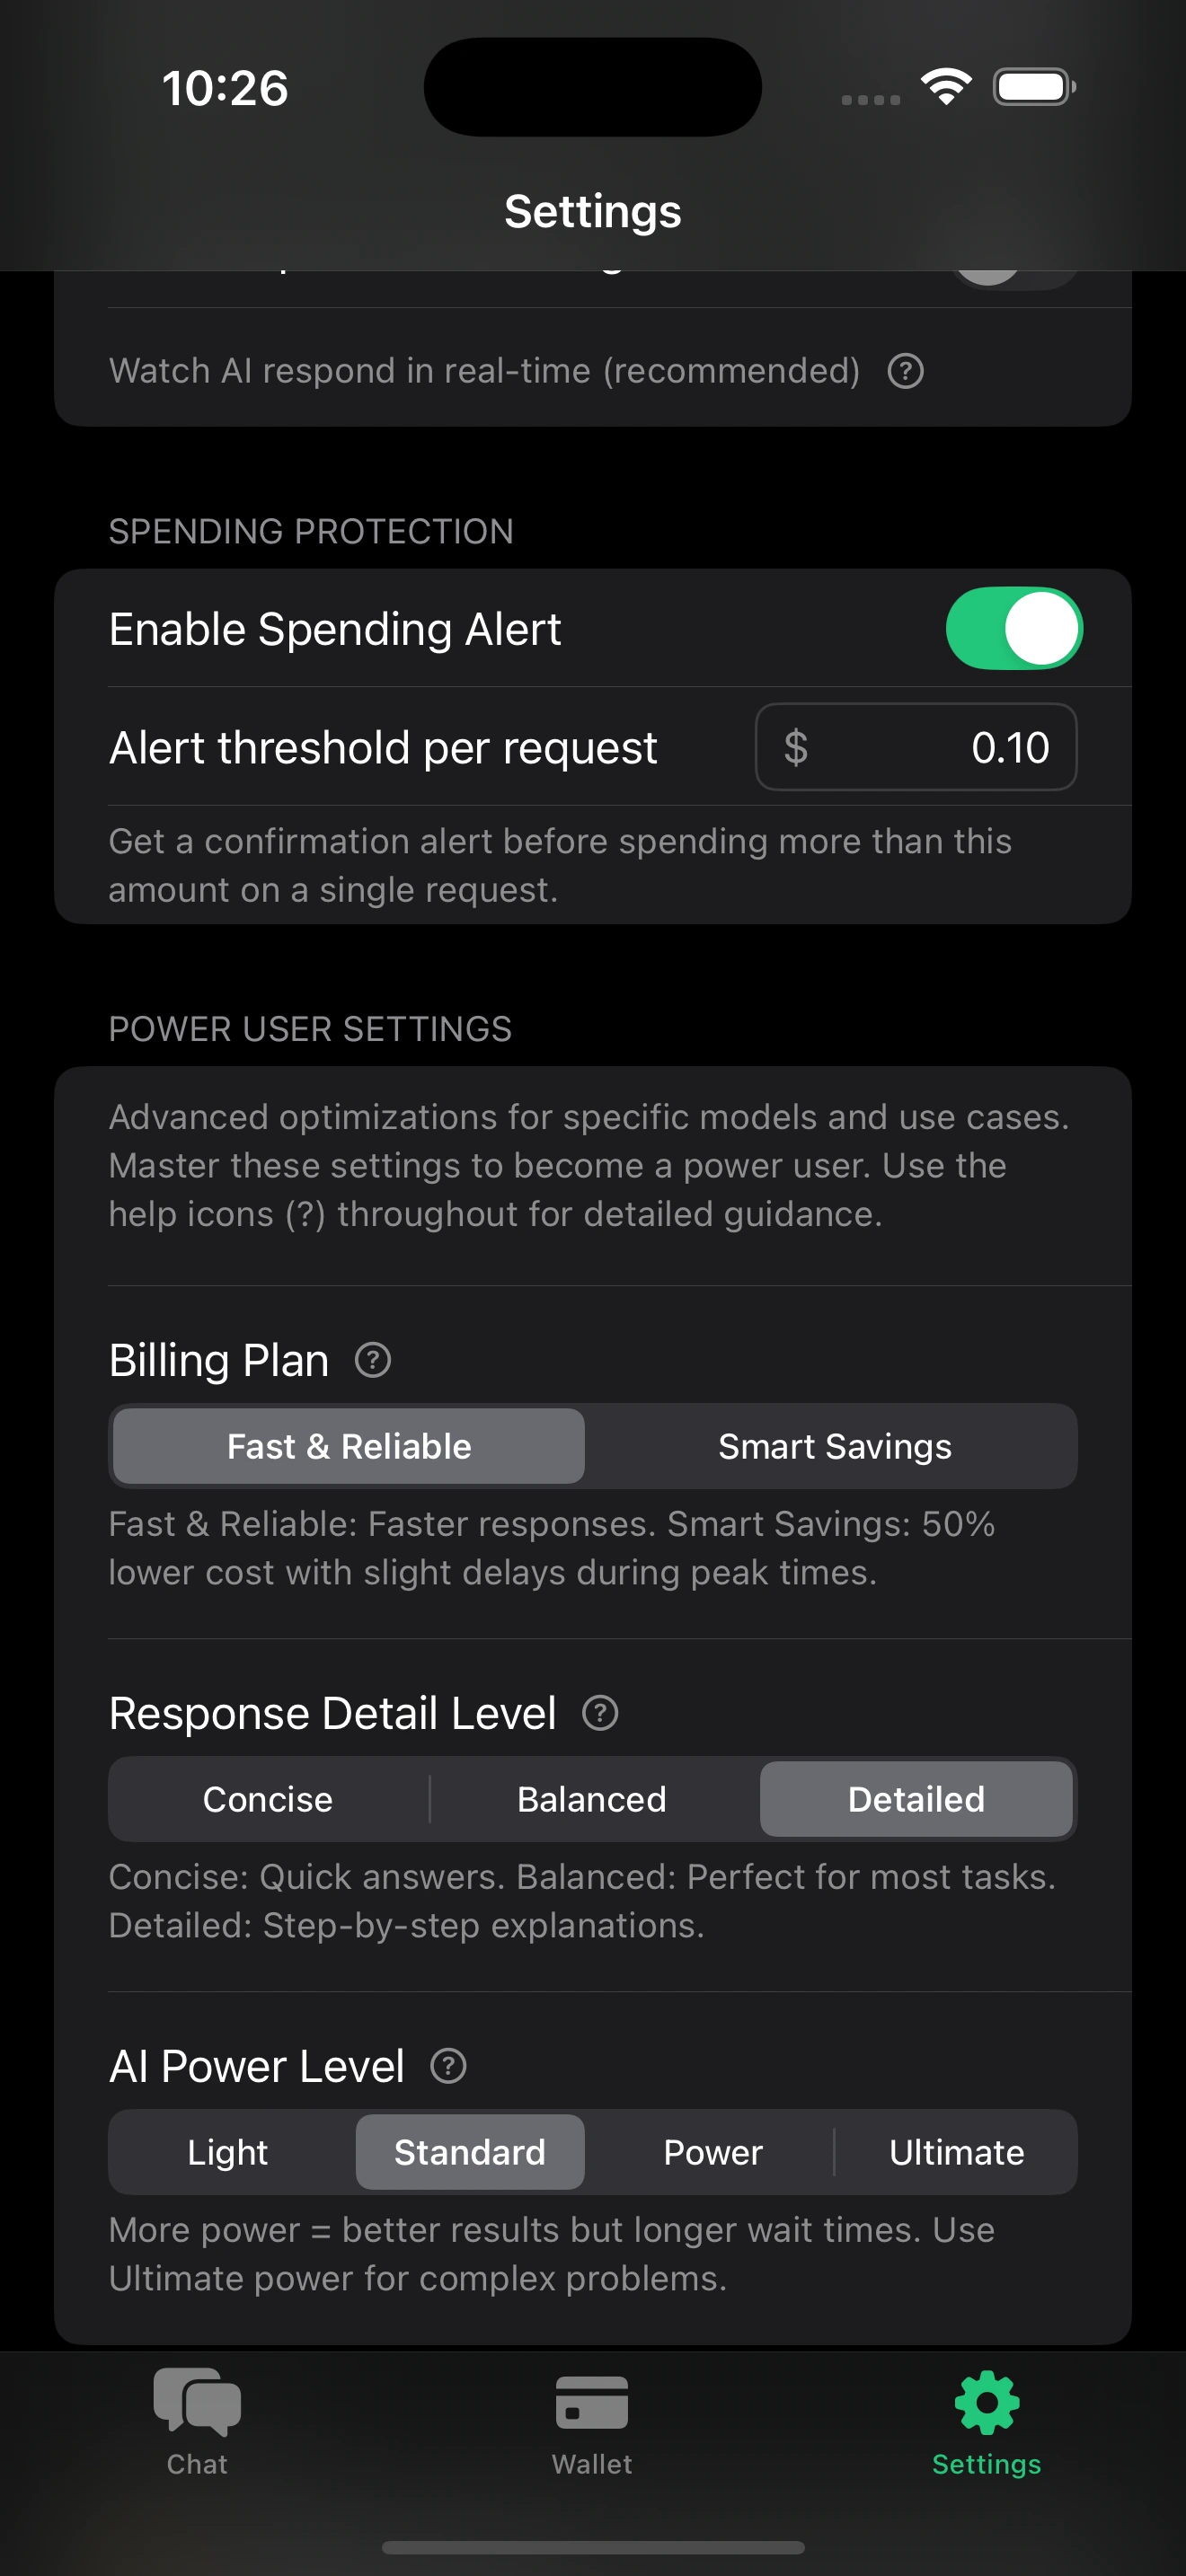 10:26
Settings
Watch AI respond in real-time (recommended) ?
SPENDING PROTECTION
Enable Spending Alert
Alert threshold per request $ 0.10
Get a confirmation alert before spending more than this
amount on a single request.
POWER USER SETTINGS
Advanced optimizations for specific models and use cases.
Master these settings to become a power user. Use the
help icons (?) throughout for detailed guidance.
Billing Plan ?
Fast & Reliable Smart Savings
Fast & Reliable: Faster responses. Smart Savings: 50%
lower cost with slight delays during peak times.
Response Detail Level ?
Concise Balanced Detailed
Concise: Quick answers. Balanced: Perfect for most tasks.
Detailed: Step-by-step explanations.
AI Power Level ?
Light Standard Power Ultimate
More power = better results but longer wait times. Use
Ultimate power for complex problems.
Chat Wallet Settings